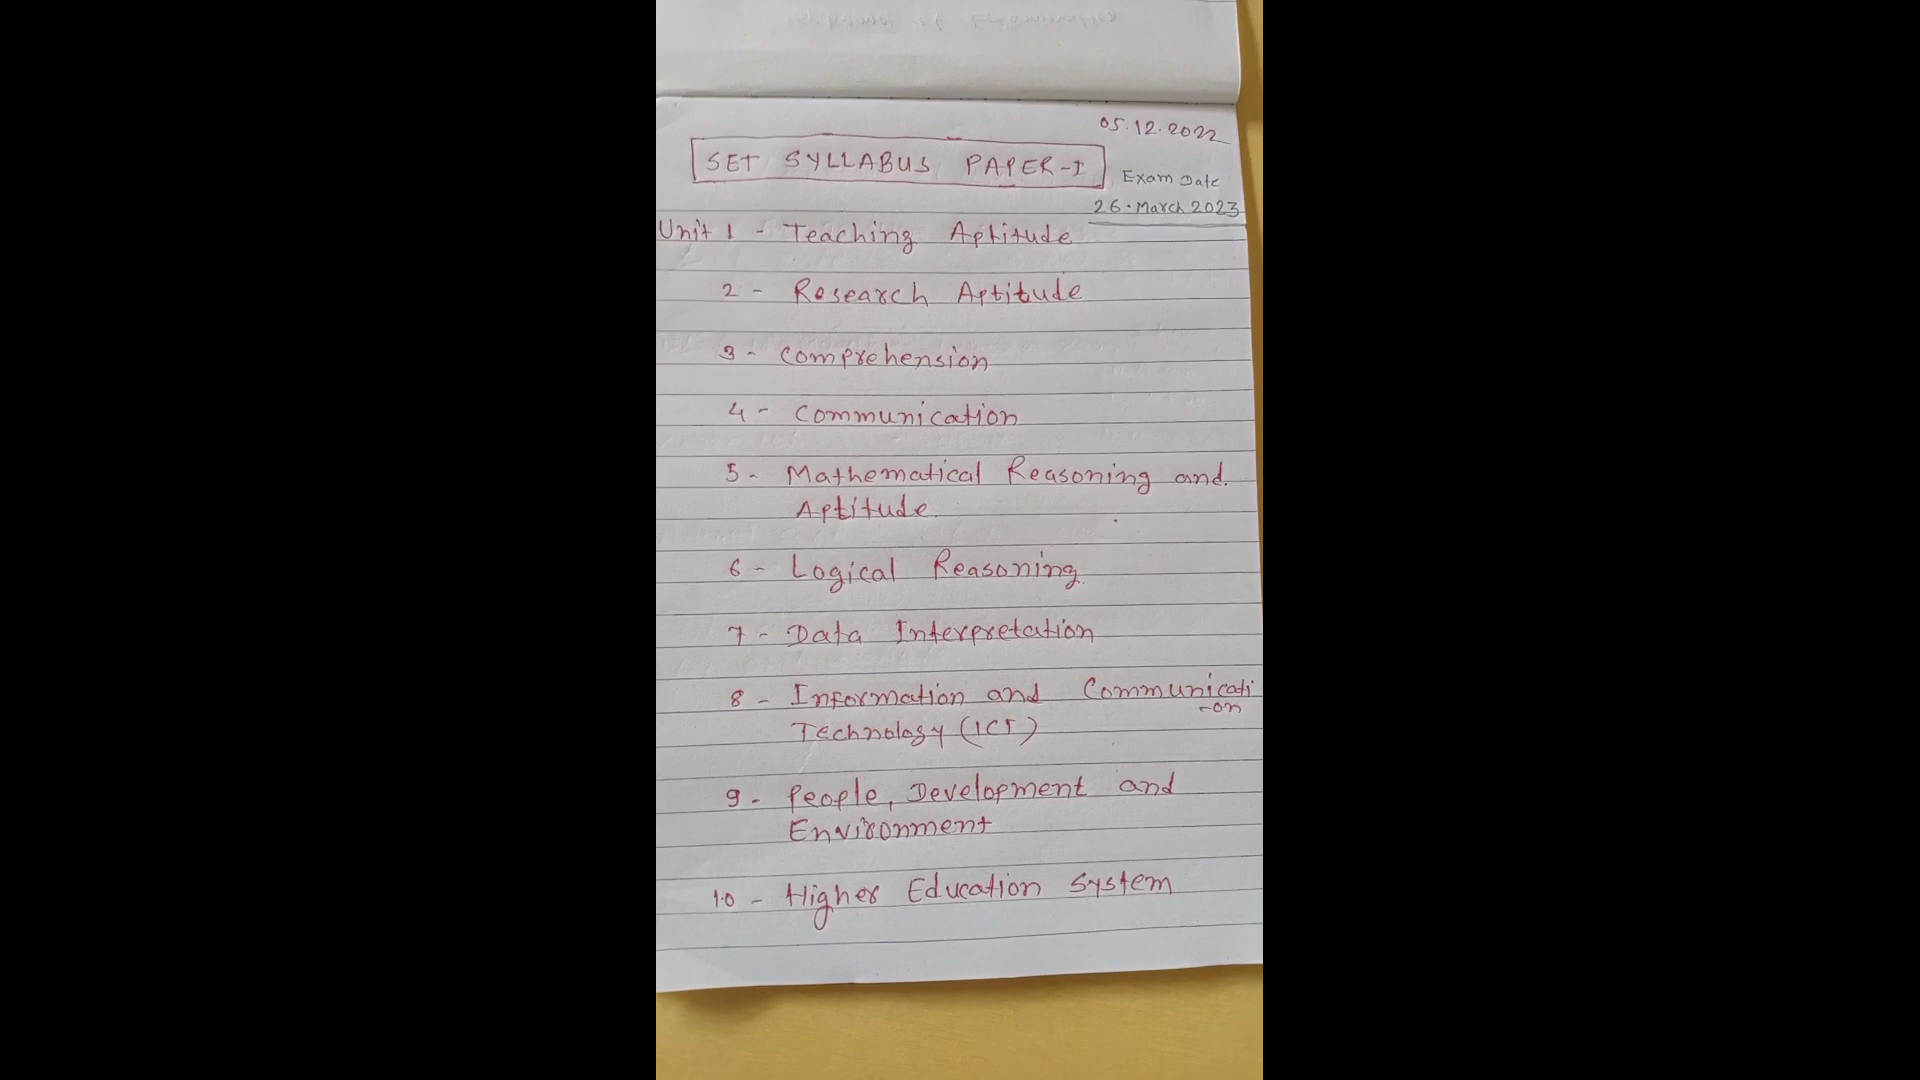 05.12.2022
SET SYLLABUS PAPER-I
Exam Date
26. March 2023
Unit 1 - Teaching Aptitude
2 - Research Aptitude
3 - Comprehension
4 - Communication
5 - Mathematical Reasoning and
Aptitude
6 - Logical Reasoning
7 - Data Interpretation
8 - Information and Communicati
-on
Technology (ICT)
9 - People, Development and
Environment
10 - Higher Education System